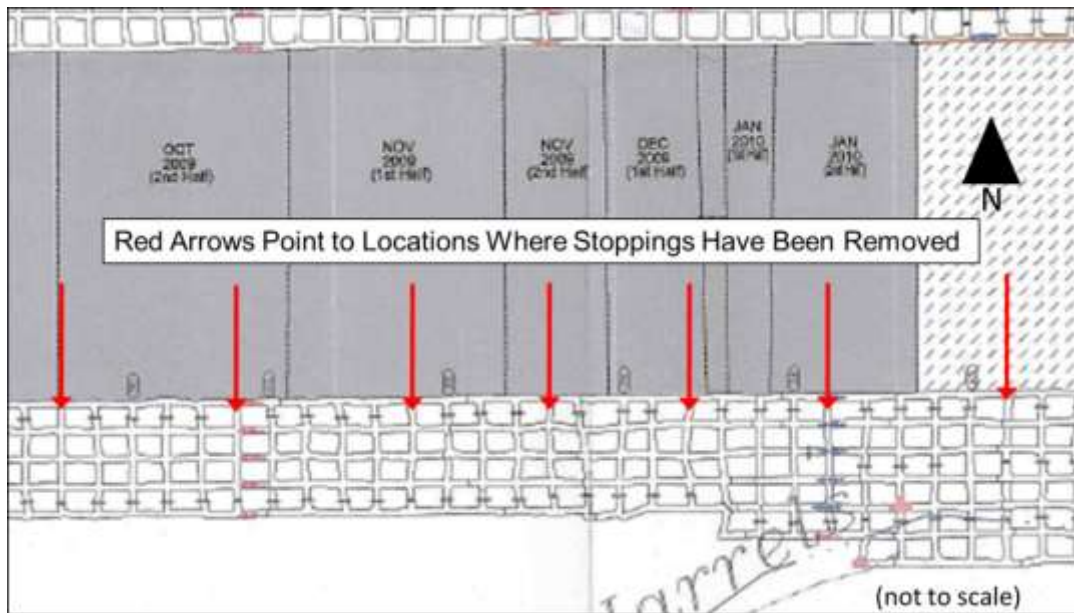 OCT
2009
(2nd Half)
NOV
2009
(1st Half)
NOV
2009
(2nd Half)
DEC
2009
(1st Half)
JAN
2010
(1st Half)
JAN
2010
(2nd Half)
N
Red Arrows Point to Locations Where Stoppings Have Been Removed
(not to scale)